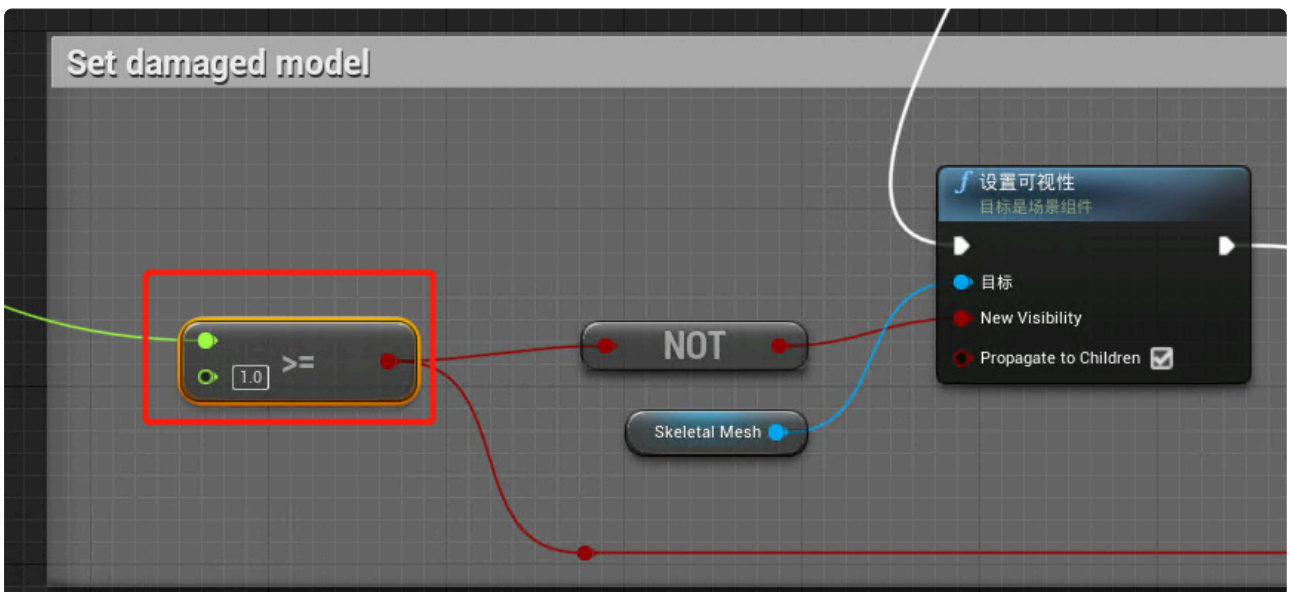 Set damaged model
设置可视性
目标是场景组件
目标
New Visibility
Propagate to Children
1.0
>=
NOT
Skeletal Mesh